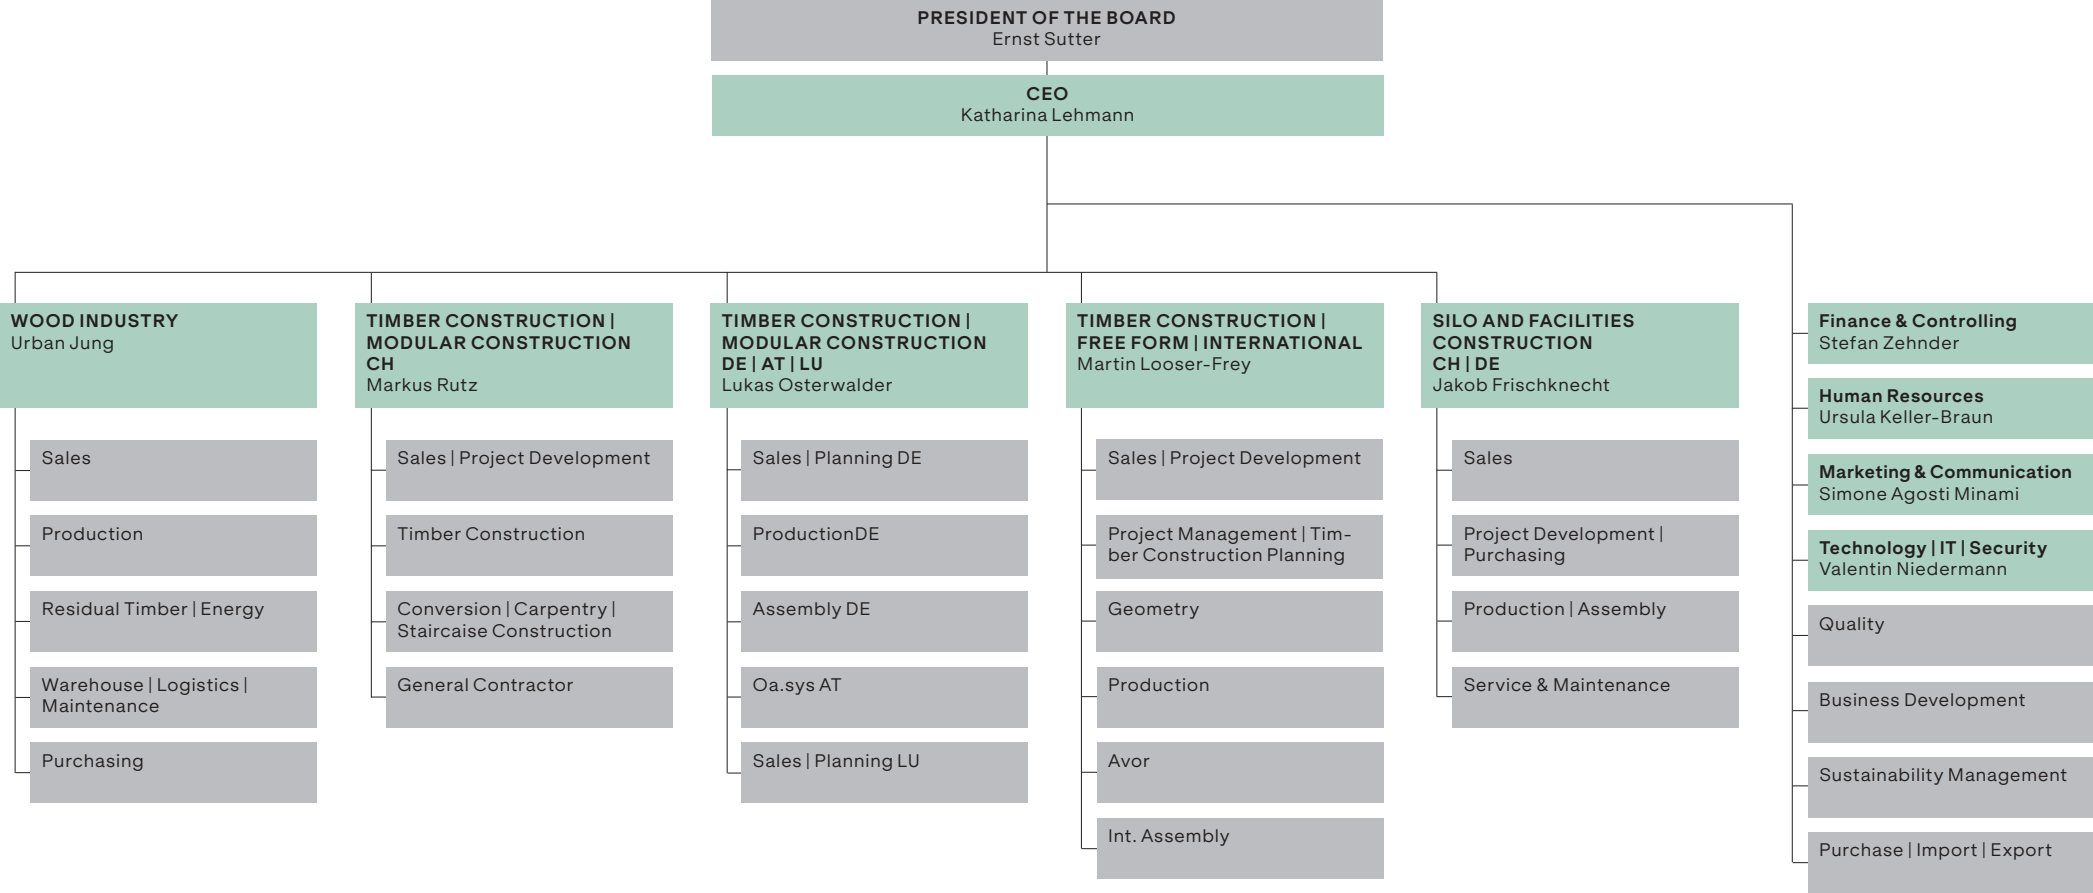 PRESIDENT OF THE BOARD
Ernst Sutter
CEO
Katharina Lehmann
WOOD INDUSTRY
Urban Jung
Sales
Production
Residual Timber | Energy
Warehouse | Logistics |
Maintenance
Purchasing
TIMBER CONSTRUCTION |
MODULAR CONSTRUCTION
CH
Markus Rutz
Sales | Project Development
Timber Construction
Conversion | Carpentry |
Staircaise Construction
General Contractor
TIMBER CONSTRUCTION |
MODULAR CONSTRUCTION
DE | AT | LU
Lukas Osterwalder
Sales | Planning DE
ProductionDE
Assembly DE
Oa.sys AT
Sales | Planning LU
TIMBER CONSTRUCTION |
FREE FORM | INTERNATIONAL
Martin Looser-Frey
Sales | Project Development
Project Management | Tim-
ber Construction Planning
Geometry
Production
Avor
Int. Assembly
SILO AND FACILITIES
CONSTRUCTION
CH | DE
Jakob Frischknecht
Sales
Project Development |
Purchasing
Production | Assembly
Service & Maintenance
Finance & Controlling
Stefan Zehnder
Human Resources
Ursula Keller-Braun
Marketing & Communication
Simone Agosti Minami
Technology | IT | Security
Valentin Niedermann
Quality
Business Development
Sustainability Management
Purchase | Import | Export